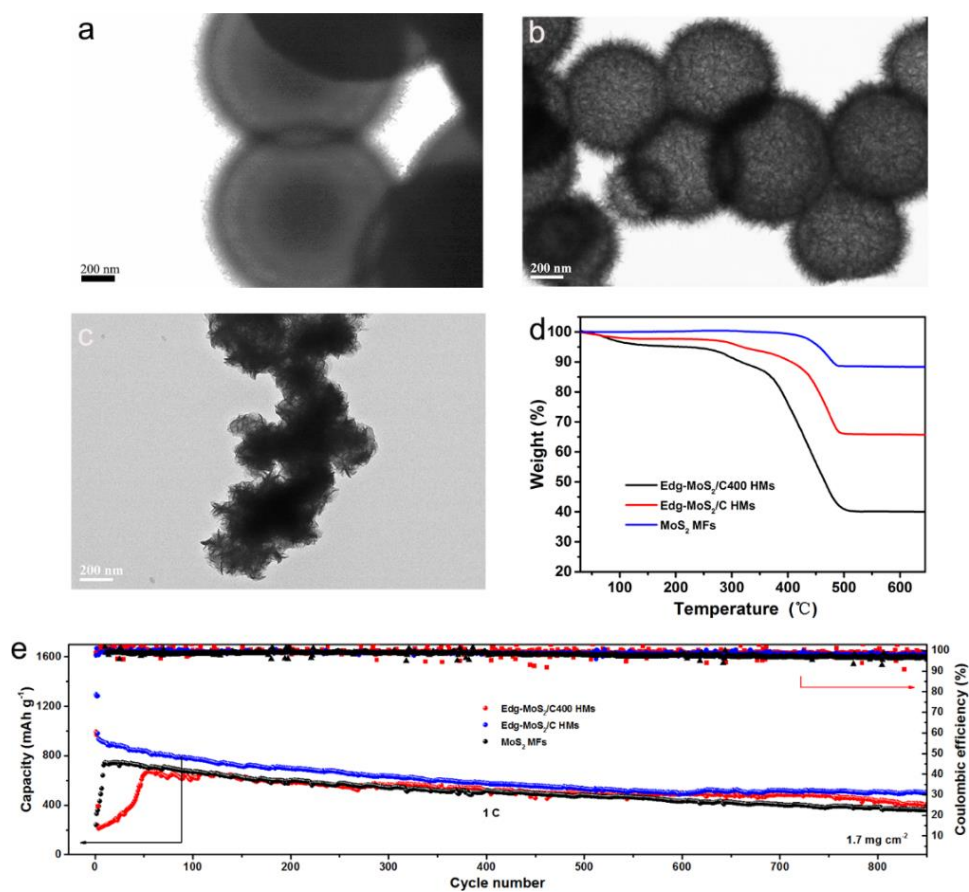 a
200 nm
b
200 nm
c
200 nm
d
100
90
80
70
60
50
40
30
20
Weight (%)
Edg-MoS₂/C400 HMs
Edg-MoS₂/C HMs
MoS₂ MFs
100 200 300 400 500 600
Temperature (℃)
e
1600
1200
800
400
0
Capacity (mAh g⁻¹)
Edg-MoS₂/C400 HMs
Edg-MoS₂/C HMs
MoS₂ MFs
1 C
1.7 mg cm⁻²
100
90
80
70
60
50
40
30
20
10
Coulombic efficiency (%)
0 100 200 300 400 500 600 700 800
Cycle number